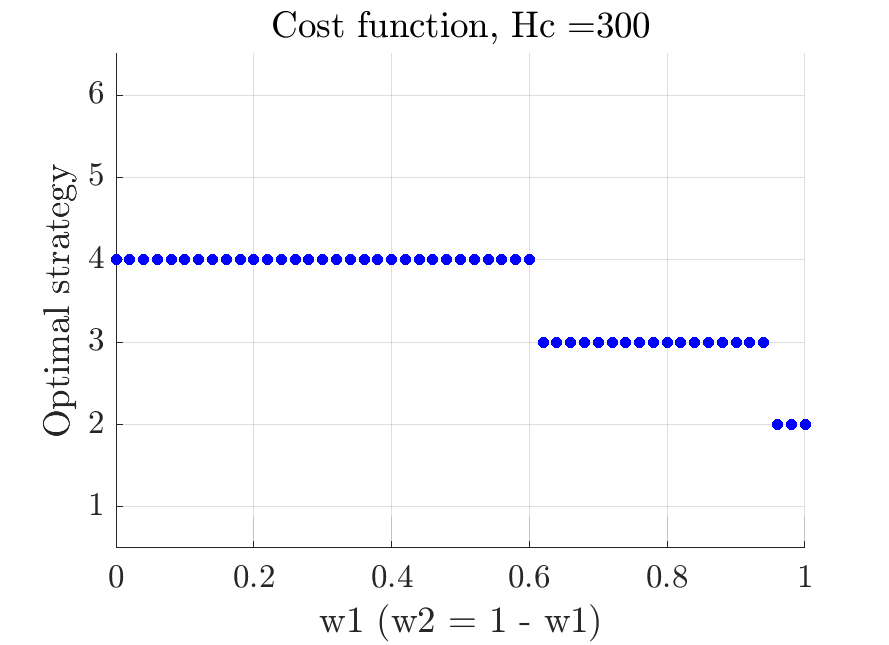 Cost function, Hc =300
Optimal strategy
6
5
4
3
2
1
0 0.2 0.4 0.6 0.8 1
w1 (w2 = 1 - w1)